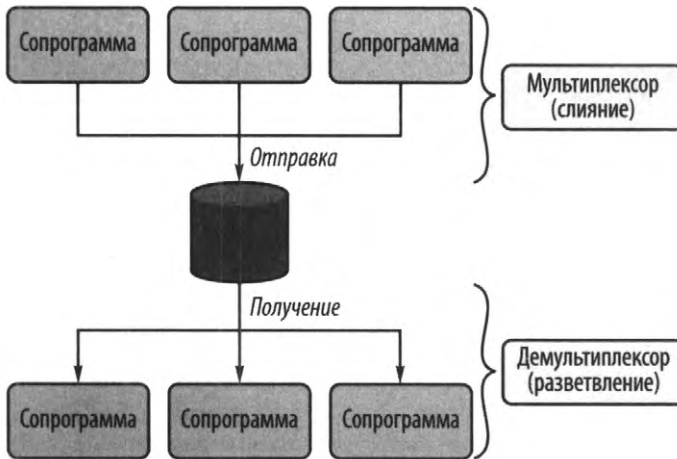 Сопрограмма Сопрограмма Сопрограмма
Мультиплексор
(слияние)
Отправка
Получение
Демультиплексор
(разветвление)
Сопрограмма Сопрограмма Сопрограмма